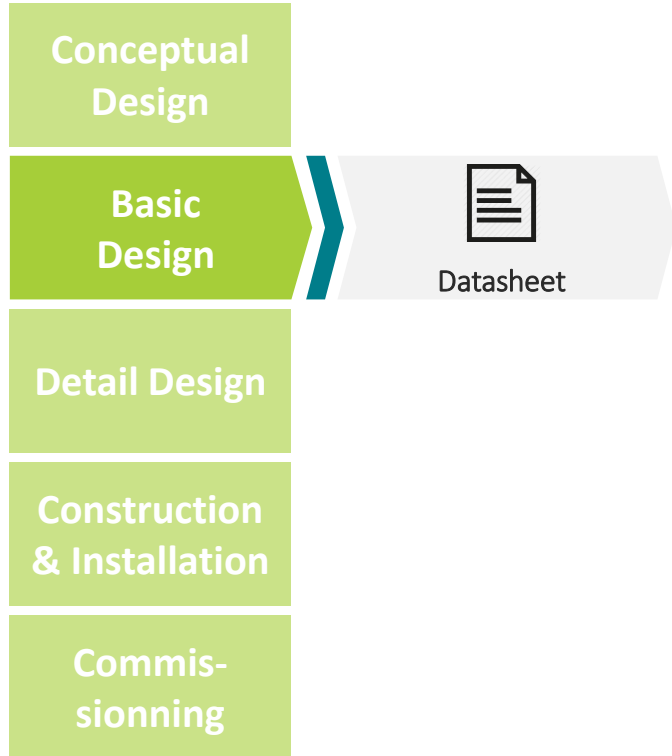 Conceptual
Design
Basic
Design
Datasheet
Detail Design
Construction
& Installation
Commis-
sionning